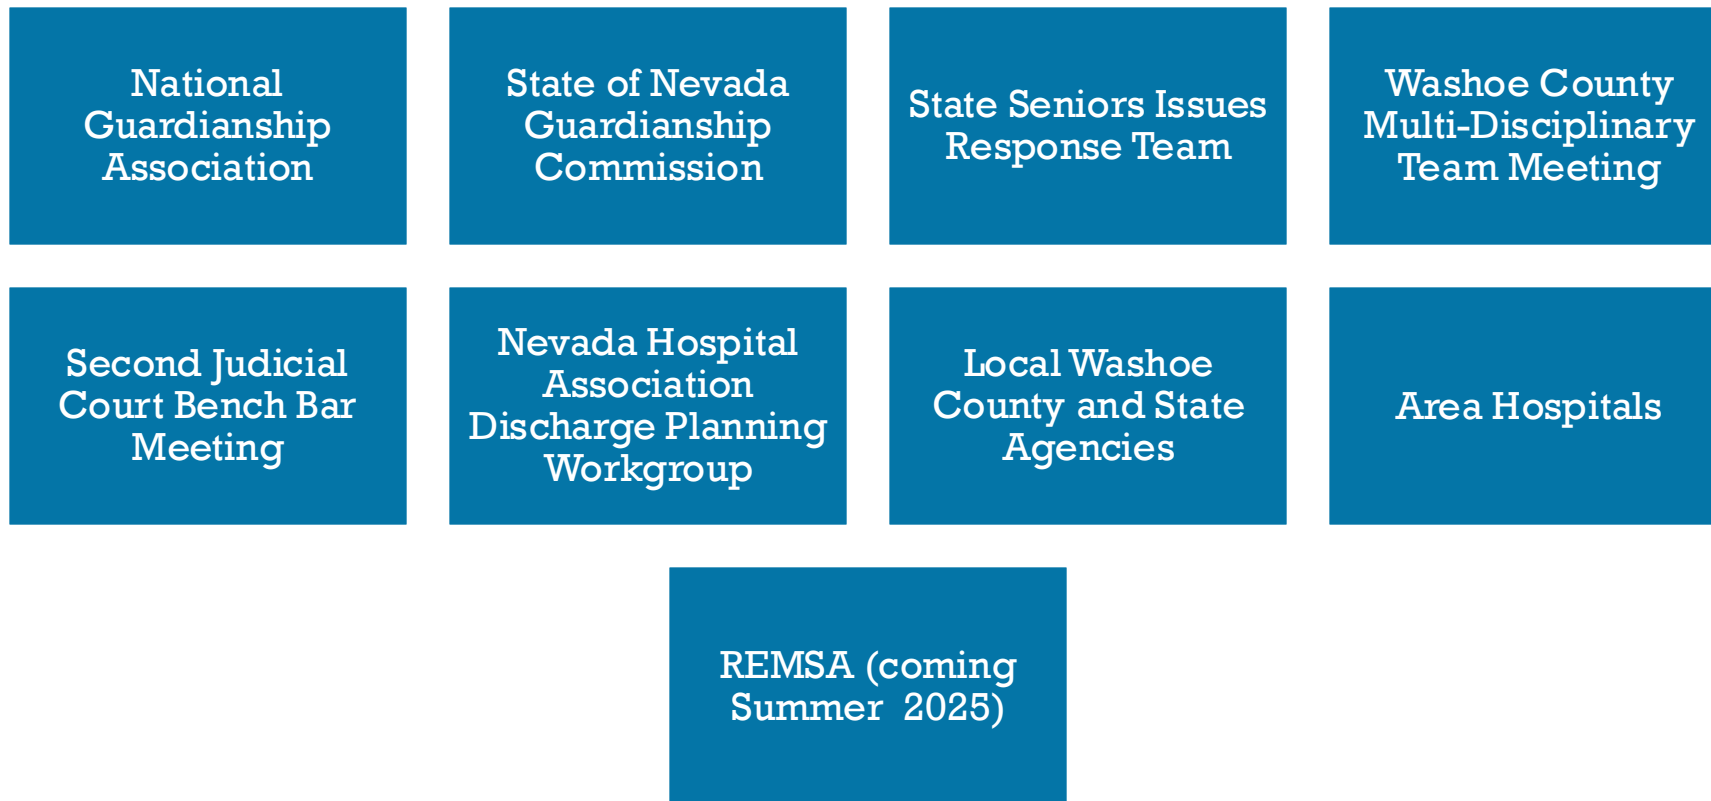 National
Guardianship
Association
State of Nevada
Guardianship
Commission
State Seniors Issues
Response Team
Washoe County
Multi-Disciplinary
Team Meeting
Second Judicial
Court Bench Bar
Meeting
Nevada Hospital
Association
Discharge Planning
Workgroup
Local Washoe
County and State
Agencies
Area Hospitals
REMSA (coming
Summer 2025)